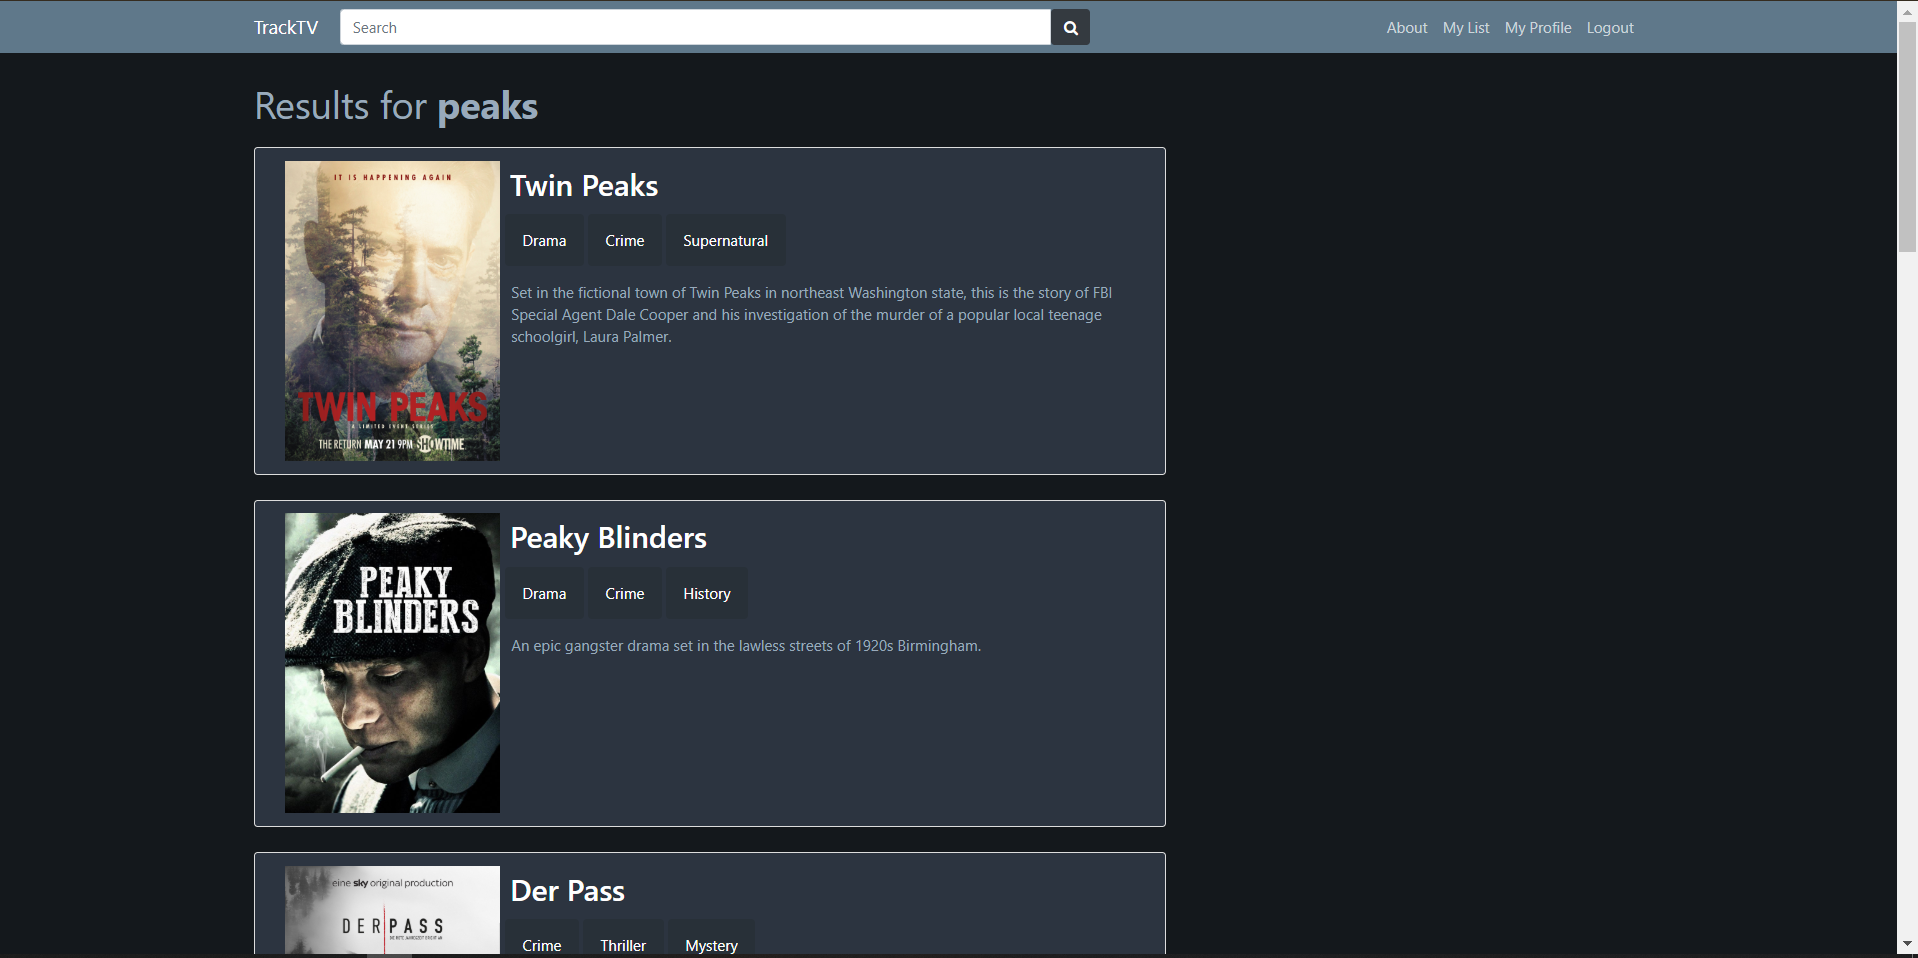 TrackTV
Search
About
My List
My Profile
Logout
Results for peaks
IT IS HAPPENING AGAIN
TWIN PEAKS
A LIMITED EVENT SERIES
THE RETURN MAY 21 9PM SHOWTIME
Twin Peaks
Drama
Crime
Supernatural
Set in the fictional town of Twin Peaks in northeast Washington state, this is the story of FBI
Special Agent Dale Cooper and his investigation of the murder of a popular local teenage
schoolgirl, Laura Palmer.
PEAKY
BLINDERS
Peaky Blinders
Drama
Crime
History
An epic gangster drama set in the lawless streets of 1920s Birmingham.
eine sky original production
DER PASS
Der Pass
Crime
Thriller
Mystery